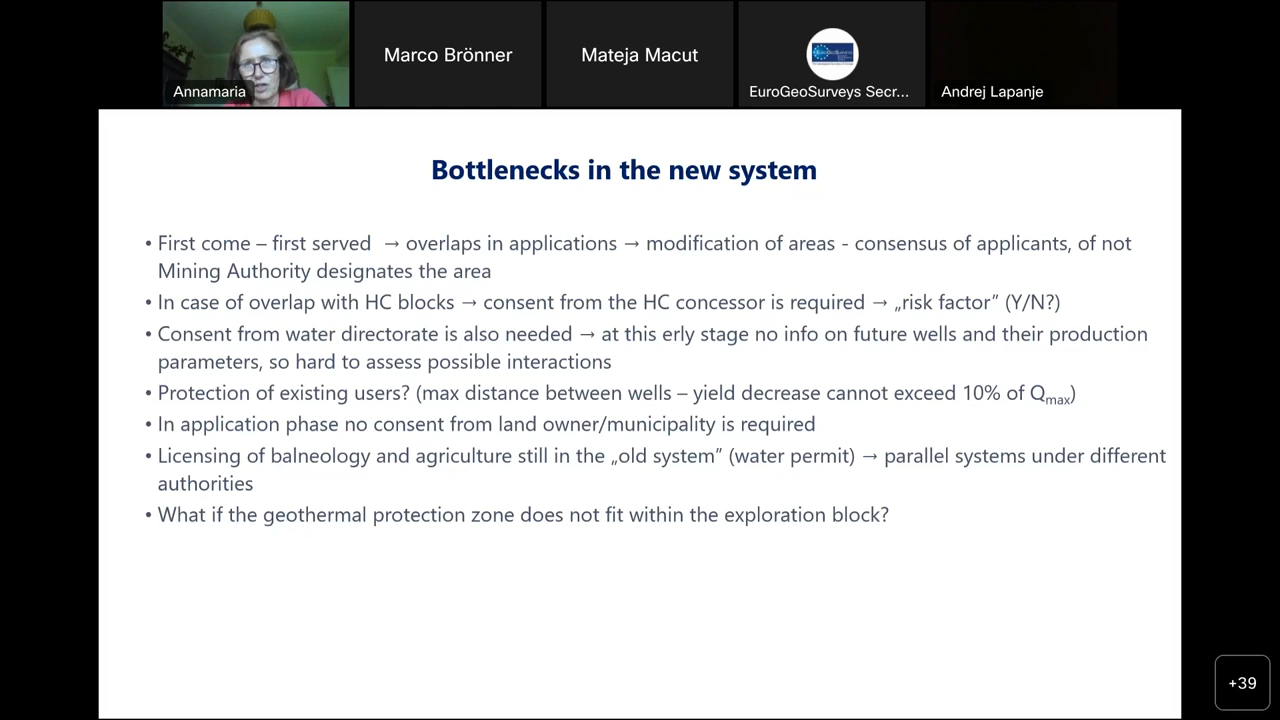 Annamaria
Marco Brönner
Mateja Macut
EuroGeoSurveys Secr...
Andrej Lapanje
Bottlenecks in the new system
• First come – first served → overlaps in applications → modification of areas - consensus of applicants, of not
Mining Authority designates the area
• In case of overlap with HC blocks → consent from the HC concessor is required → „risk factor” (Y/N?)
• Consent from water directorate is also needed → at this erly stage no info on future wells and their production
parameters, so hard to assess possible interactions
• Protection of existing users? (max distance between wells – yield decrease cannot exceed 10% of Qmax)
• In application phase no consent from land owner/municipality is required
• Licensing of balneology and agriculture still in the „old system” (water permit) → parallel systems under different
authorities
• What if the geothermal protection zone does not fit within the exploration block?
+39